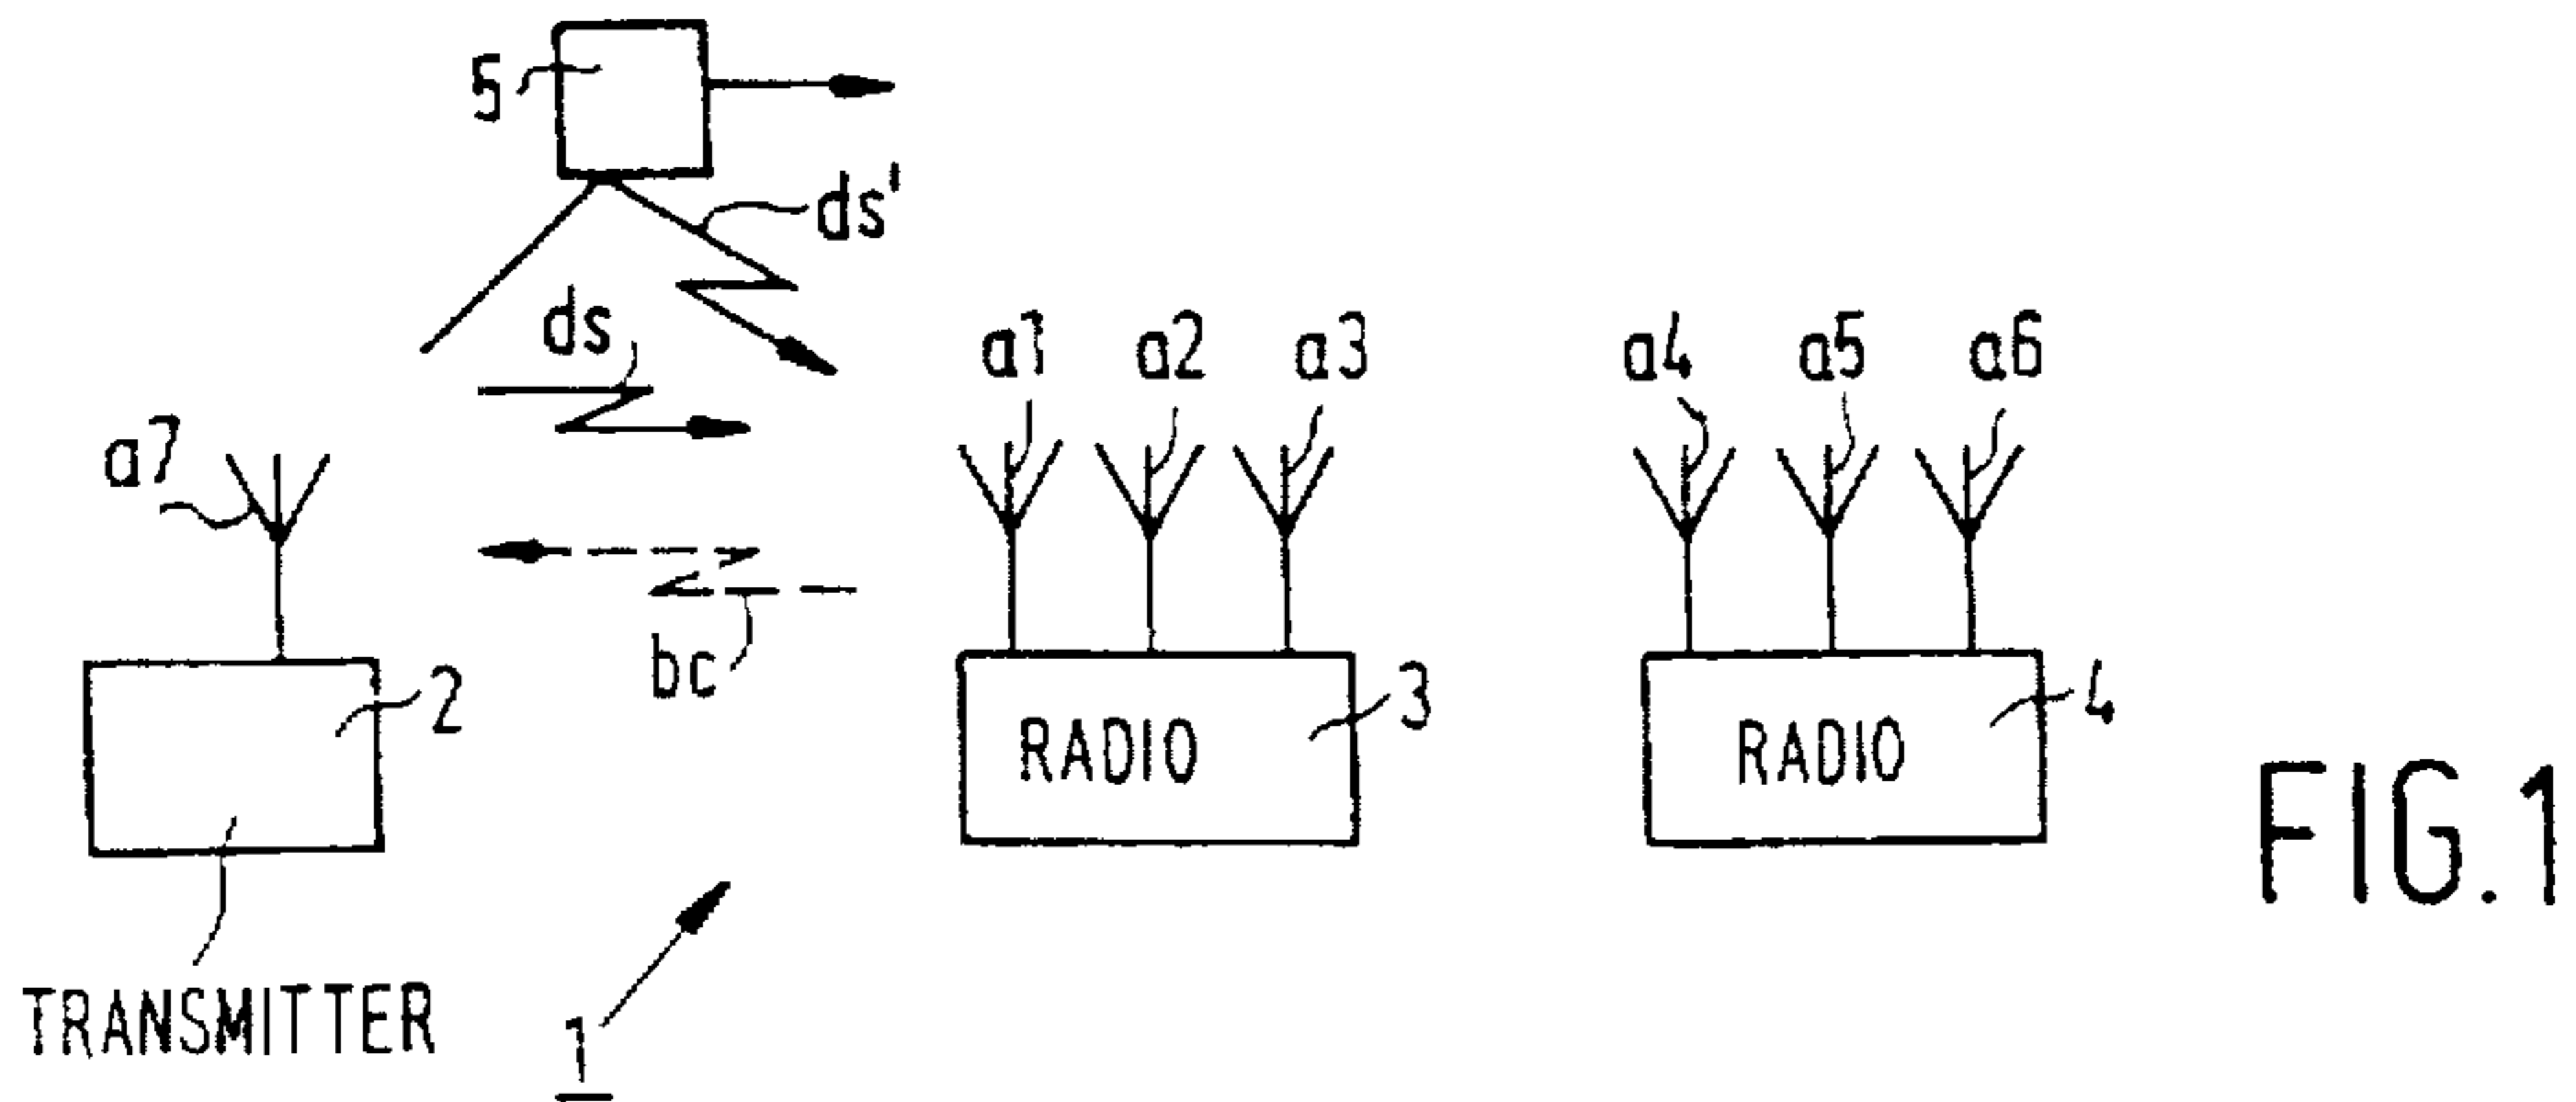 5
ds'
ds
a1 a2 a3 a4 a5 a6
a7
bc
2
RADIO 3
RADIO 4
FIG.1
TRANSMITTER
1